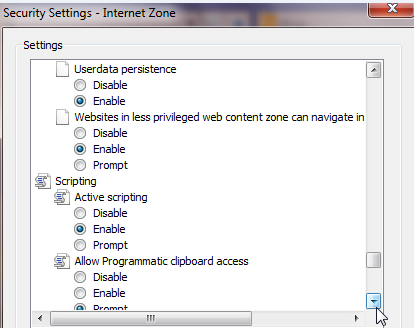 Security Settings - Internet Zone
Settings
Userdata persistence
Disable
Enable
Websites in less privileged web content zone can navigate in
Disable
Enable
Prompt
Scripting
Active scripting
Disable
Enable
Prompt
Allow Programmatic clipboard access
Disable
Enable
Prompt